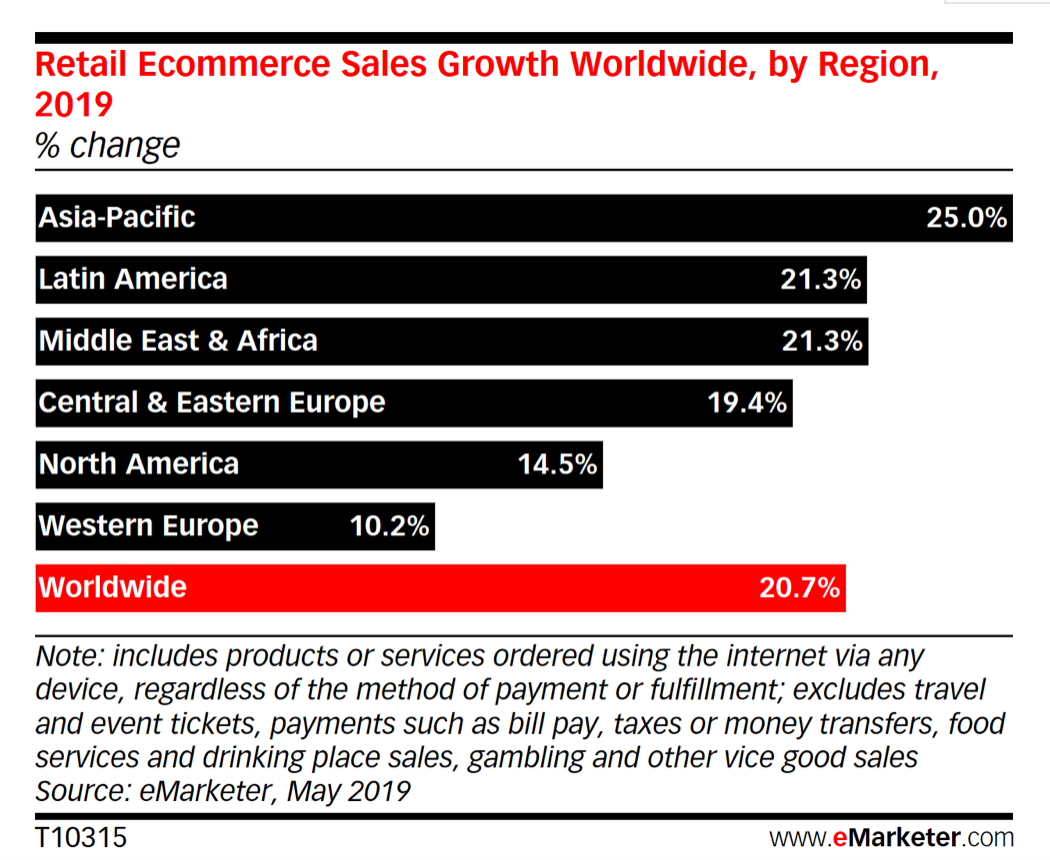 Retail Ecommerce Sales Growth Worldwide, by Region,
2019
% change
Asia-Pacific 25.0%
Latin America 21.3%
Middle East & Africa 21.3%
Central & Eastern Europe 19.4%
North America 14.5%
Western Europe 10.2%
Worldwide 20.7%
Note: includes products or services ordered using the internet via any
device, regardless of the method of payment or fulfillment; excludes travel
and event tickets, payments such as bill pay, taxes or money transfers, food
services and drinking place sales, gambling and other vice good sales
Source: eMarketer, May 2019
T10315 www.eMarketer.com